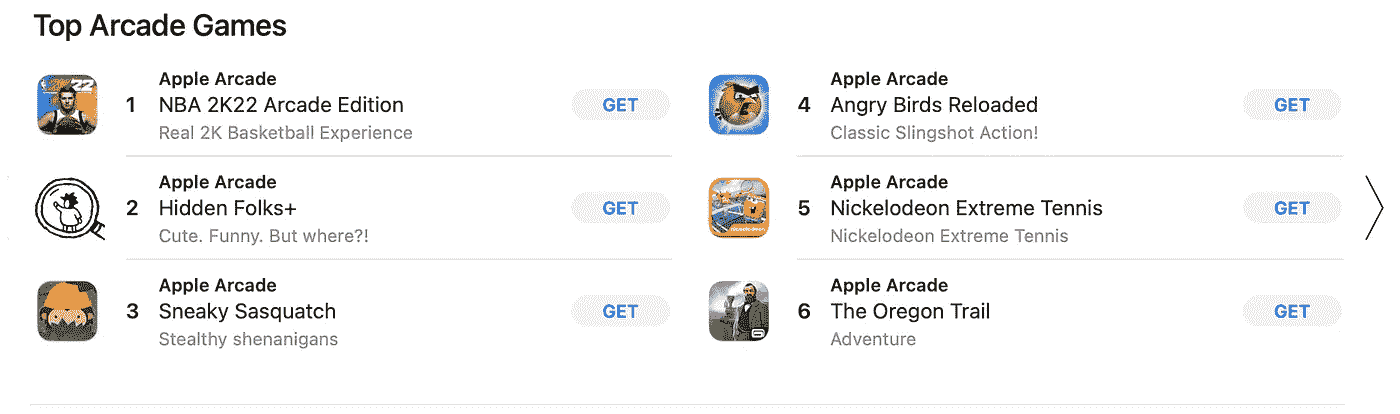 Top Arcade Games
Apple Arcade
1 NBA 2K22 Arcade Edition GET
Real 2K Basketball Experience
Apple Arcade
2 Hidden Folks+ GET
Cute. Funny. But where?!
Apple Arcade
3 Sneaky Sasquatch GET
Stealthy shenanigans
Apple Arcade
4 Angry Birds Reloaded GET
Classic Slingshot Action!
Apple Arcade
5 Nickelodeon Extreme Tennis GET
Nickelodeon Extreme Tennis
Apple Arcade
6 The Oregon Trail GET
Adventure